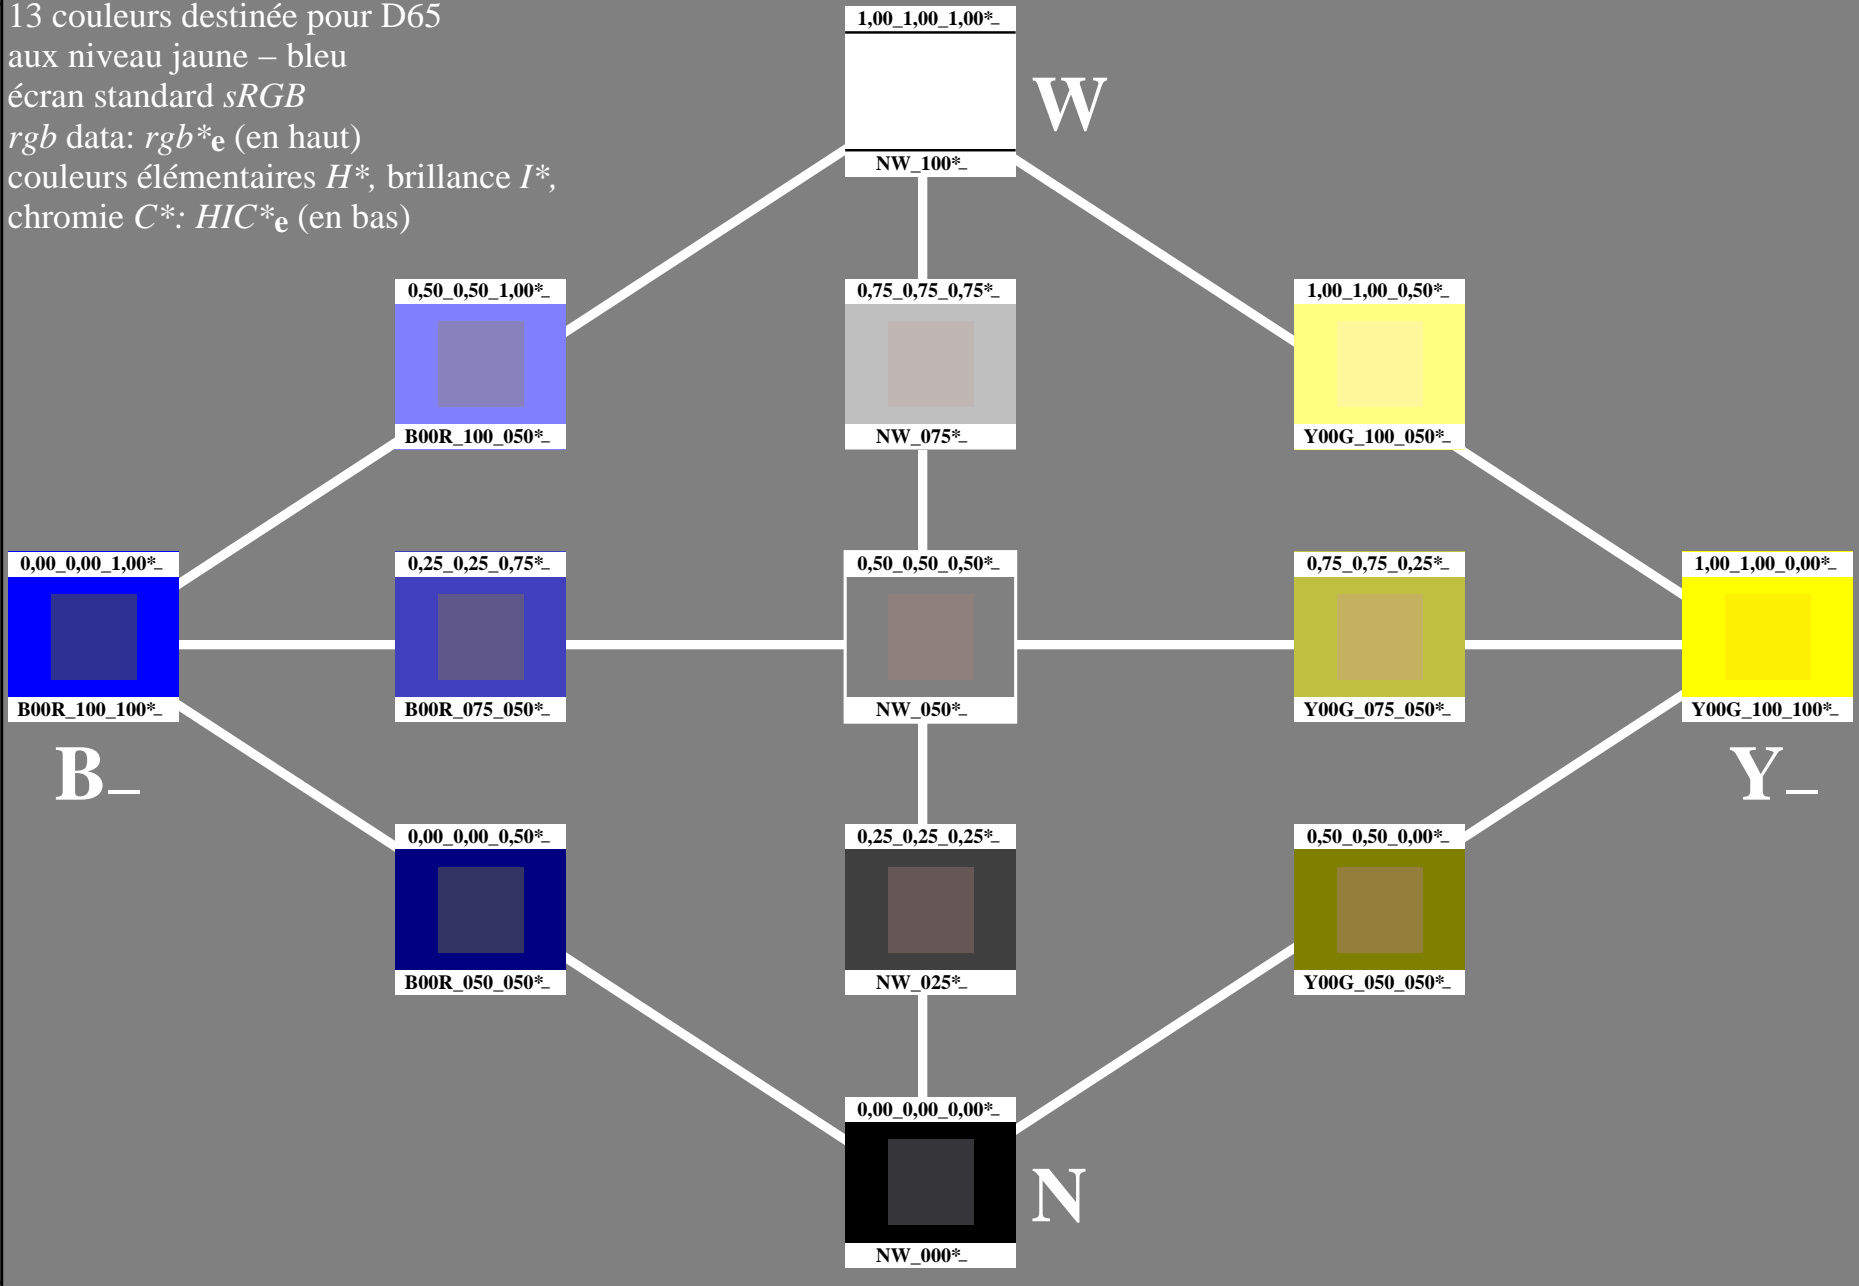 13 couleurs destinée pour D65
aux niveau jaune – bleu
écran standard sRGB
rgb data: rgb*e (en haut)
couleurs élémentaires H*, brillance I*,
chromie C*: HIC*e (en bas)
1,00_1,00_1,00*_
W
NW_100*_
0,50_0,50_1,00*_
B00R_100_050*_
0,75_0,75_0,75*_
NW_075*_
1,00_1,00_0,50*_
Y00G_100_050*_
0,00_0,00_1,00*_
B00R_100_100*_
B_
0,25_0,25_0,75*_
B00R_075_050*_
0,50_0,50_0,50*_
NW_050*_
0,75_0,75_0,25*_
Y00G_075_050*_
1,00_1,00_0,00*_
Y00G_100_100*_
Y_
0,00_0,00_0,50*_
B00R_050_050*_
0,25_0,25_0,25*_
NW_025*_
0,50_0,50_0,00*_
Y00G_050_050*_
0,00_0,00_0,00*_
N
NW_000*_